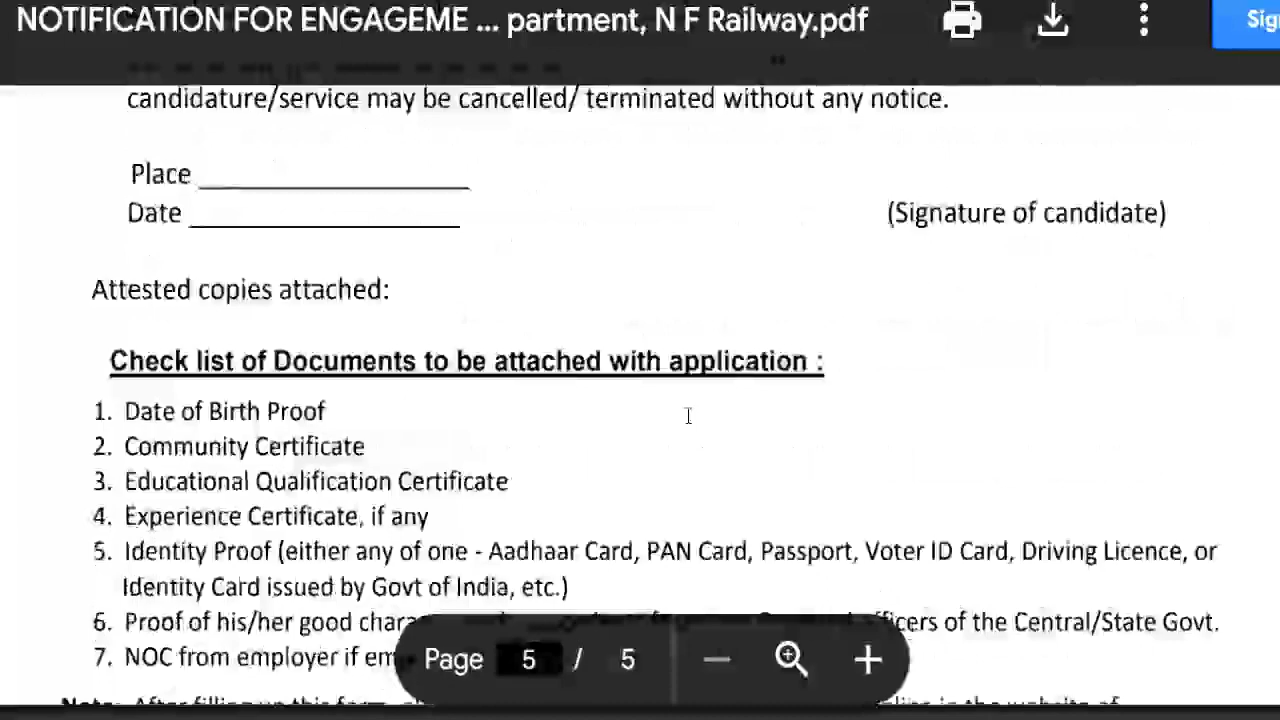 NOTIFICATION FOR ENGAGEME ... partment, N F Railway.pdf
Sig
candidature/service may be cancelled/ terminated without any notice.
Place
Date
(Signature of candidate)
Attested copies attached:
Check list of Documents to be attached with application :
1. Date of Birth Proof
2. Community Certificate
3. Educational Qualification Certificate
4. Experience Certificate, if any
5. Identity Proof (either any of one - Aadhaar Card, PAN Card, Passport, Voter ID Card, Driving Licence, or
Identity Card issued by Govt of India, etc.)
6. Proof of his/her good of the Central/State Govt.
7. NOC from employer if
Page 5 / 5